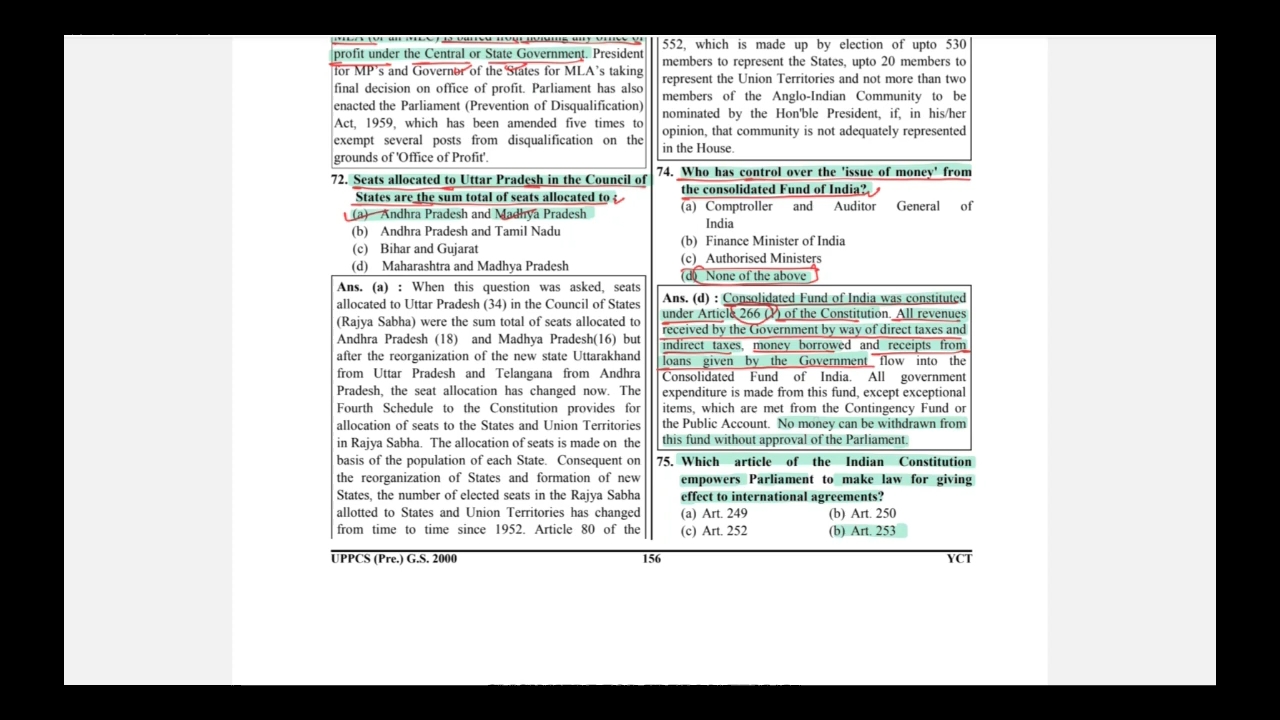 MLA (or an MLC) is barred from holding any office of
profit under the Central or State Government. President
for MP's and Governor of the States for MLA's taking
final decision on office of profit. Parliament has also
enacted the Parliament (Prevention of Disqualification)
Act, 1959, which has been amended five times to
exempt several posts from disqualification on the
grounds of 'Office of Profit'.
72. Seats allocated to Uttar Pradesh in the Council of
States are the sum total of seats allocated to :
(a) Andhra Pradesh and Madhya Pradesh
(b) Andhra Pradesh and Tamil Nadu
(c) Bihar and Gujarat
(d) Maharashtra and Madhya Pradesh
Ans. (a) : When this question was asked, seats
allocated to Uttar Pradesh (34) in the Council of States
(Rajya Sabha) were the sum total of seats allocated to
Andhra Pradesh (18) and Madhya Pradesh(16) but
after the reorganization of the new state Uttarakhand
from Uttar Pradesh and Telangana from Andhra
Pradesh, the seat allocation has changed now. The
Fourth Schedule to the Constitution provides for
allocation of seats to the States and Union Territories
in Rajya Sabha. The allocation of seats is made on the
basis of the population of each State. Consequent on
the reorganization of States and formation of new
States, the number of elected seats in the Rajya Sabha
allotted to States and Union Territories has changed
from time to time since 1952. Article 80 of the
552, which is made up by election of upto 530
members to represent the States, upto 20 members to
represent the Union Territories and not more than two
members of the Anglo-Indian Community to be
nominated by the Hon'ble President, if, in his/her
opinion, that community is not adequately represented
in the House.
74. Who has control over the 'issue of money' from
the consolidated Fund of India?
(a) Comptroller and Auditor General of
India
(b) Finance Minister of India
(c) Authorised Ministers
(d) None of the above
Ans. (d) : Consolidated Fund of India was constituted
under Article 266 (1) of the Constitution. All revenues
received by the Government by way of direct taxes and
indirect taxes, money borrowed and receipts from
loans given by the Government flow into the
Consolidated Fund of India. All government
expenditure is made from this fund, except exceptional
items, which are met from the Contingency Fund or
the Public Account. No money can be withdrawn from
this fund without approval of the Parliament.
75. Which article of the Indian Constitution
empowers Parliament to make law for giving
effect to international agreements?
(a) Art. 249 (b) Art. 250
(c) Art. 252 (b) Art. 253
UPPCS (Pre.) G.S. 2000 156 YCT